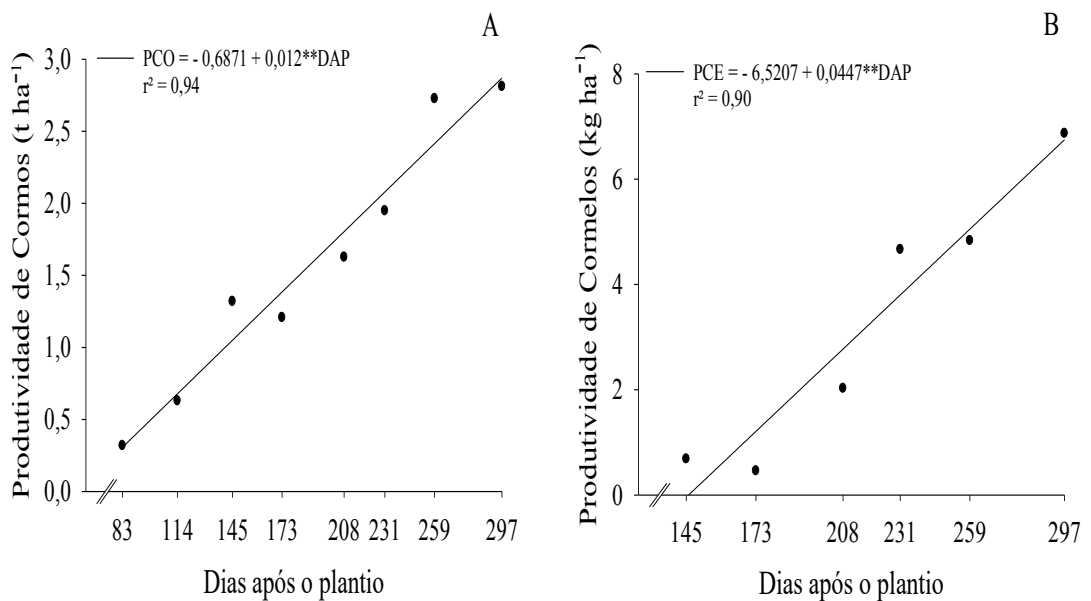 A
PCO = - 0,6871 + 0,012**DAP
r² = 0,94
Produtividade de Cormos (t ha⁻¹)
3,0
2,5
2,0
1,5
1,0
0,5
0,0
83 114 145 173 208 231 259 297
Dias após o plantio
B
PCE = - 6,5207 + 0,0447**DAP
r² = 0,90
Produtividade de Cormelos (kg ha⁻¹)
8
6
4
2
0
145 173 208 231 259 297
Dias após o plantio